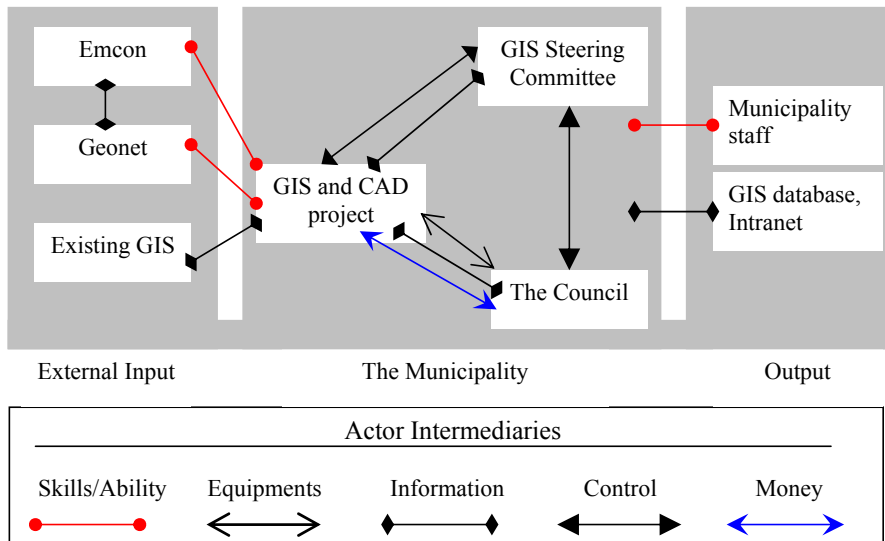 Emcon
Geonet
Existing GIS
GIS and CAD
project
GIS Steering
Committee
The Council
Municipality
staff
GIS database,
Intranet
External Input
The Municipality
Output
Actor Intermediaries
Skills/Ability
Equipments
Information
Control
Money